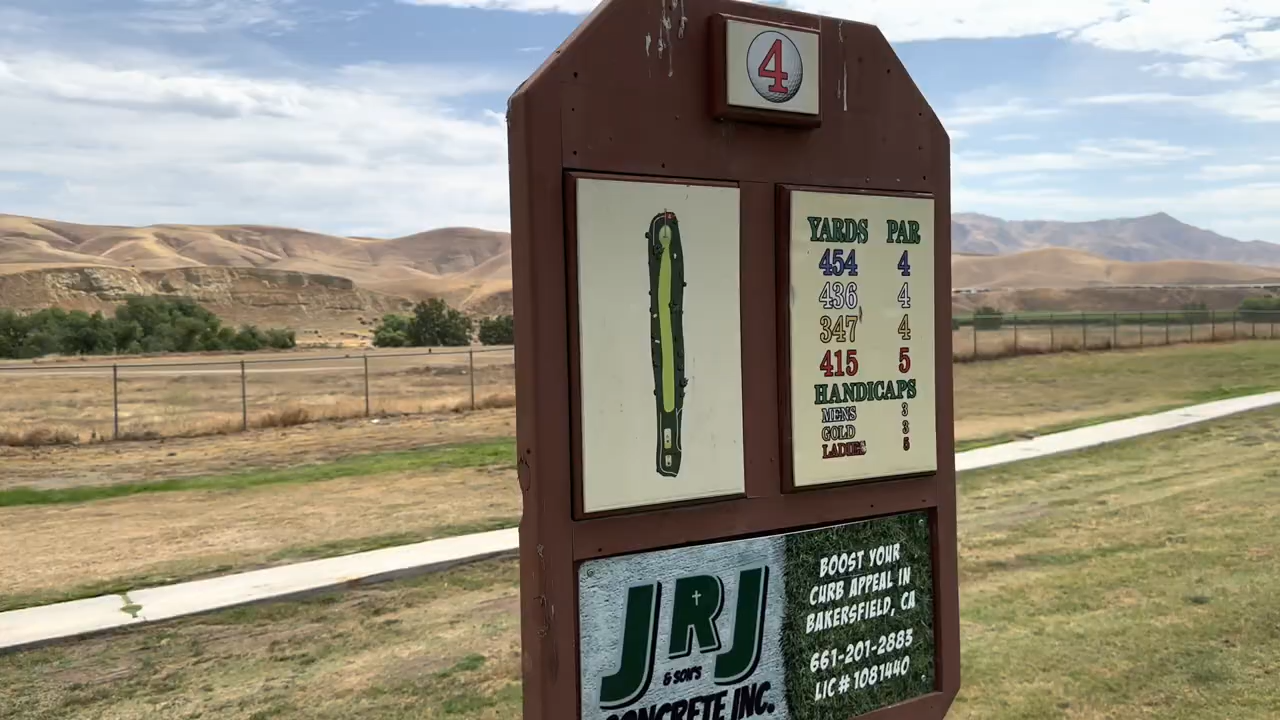 4
YARDS PAR
454 4
436 4
347 4
415 5
HANDICAPS
MENS 3
GOLD 3
LADIES 5
JRJ
& SON'S
CONCRETE INC.
BOOST YOUR
CURB APPEAL IN
BAKERSFIELD, CA
661-201-2883
LIC# 1081440